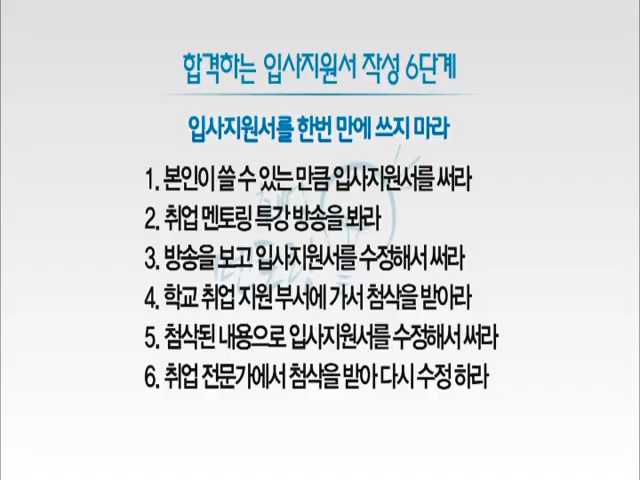 합격하는 입사지원서 작성 6단계
입사지원서를 한번 만에 쓰지 마라
1. 본인이 쓸 수 있는 만큼 입사지원서를 써라
2. 취업 멘토링 특강 방송을 봐라
3. 방송을 보고 입사지원서를 수정해서 써라
4. 학교 취업 지원 부서에 가서 첨삭을 받아라
5. 첨삭된 내용으로 입사지원서를 수정해서 써라
6. 취업 전문가에서 첨삭을 받아 다시 수정 하라